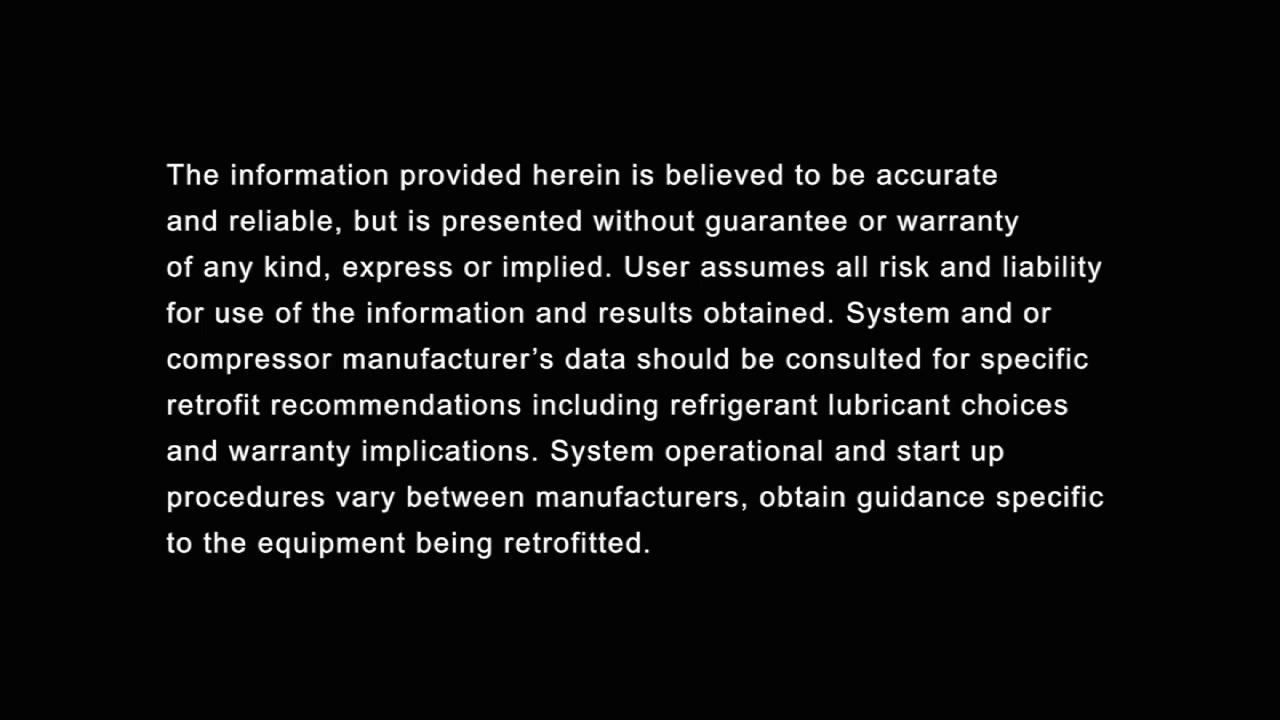 The information provided herein is believed to be accurate
and reliable, but is presented without guarantee or warranty
of any kind, express or implied. User assumes all risk and liability
for use of the information and results obtained. System and or
compressor manufacturer’s data should be consulted for specific
retrofit recommendations including refrigerant lubricant choices
and warranty implications. System operational and start up
procedures vary between manufacturers, obtain guidance specific
to the equipment being retrofitted.